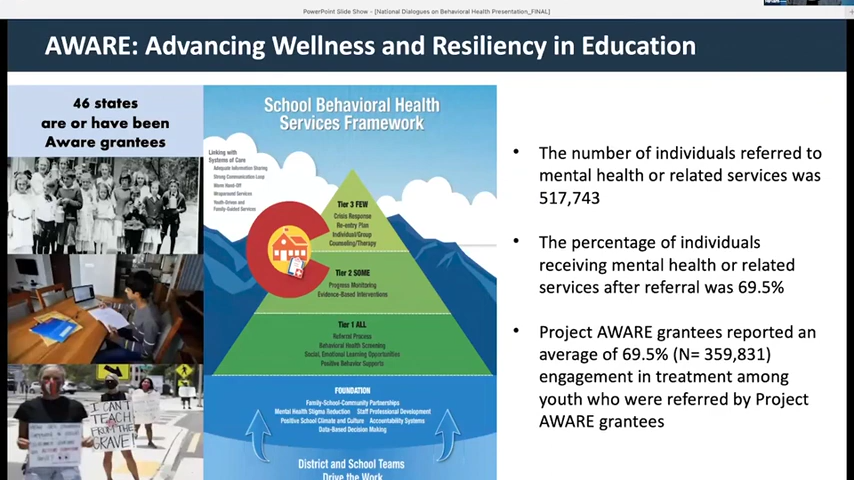 PowerPoint Slide Show - [National Dialogues on Behavioral Health Presentation_FINAL]
AWARE: Advancing Wellness and Resiliency in Education
46 states
are or have been
Aware grantees
School Behavioral Health
Services Framework
Linking with
Systems of Care
Adequate Information Sharing
Strong Communication Loop
Warm Hand-Off
Wraparound Services
Youth-Driven and
Family-Guided Services
Tier 3 FEW
Crisis Response
Re-entry Plan
Individual/Group
Counseling/Therapy
Tier 2 SOME
Progress Monitoring
Evidence-Based Interventions
Tier 1 ALL
Referral Process
Behavioral Health Screening
Social, Emotional Learning Opportunities
Positive Behavior Supports
FOUNDATION
Family-School-Community Partnerships
Mental Health Stigma Reduction Staff Professional Development
Positive School Climate and Culture Accountability Systems
Data-Based Decision Making
District and School Teams
Drive the Work
I CAN'T
TEACH
FROM THE
GRAVE!
• The number of individuals referred to
mental health or related services was
517,743
• The percentage of individuals
receiving mental health or related
services after referral was 69.5%
• Project AWARE grantees reported an
average of 69.5% (N= 359,831)
engagement in treatment among
youth who were referred by Project
AWARE grantees